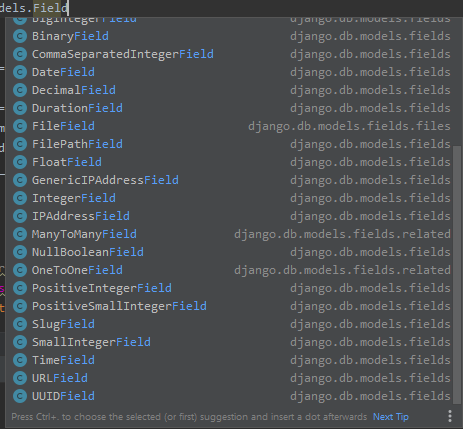 dels.Field
BigIntegerField django.db.models.fields
BinaryField django.db.models.fields
CommaSeparatedIntegerField django.db.models.fields
DateField django.db.models.fields
DecimalField django.db.models.fields
DurationField django.db.models.fields
FileField django.db.models.fields.files
FilePathField django.db.models.fields
FloatField django.db.models.fields
GenericIPAddressField django.db.models.fields
IntegerField django.db.models.fields
IPAddressField django.db.models.fields
ManyToManyField django.db.models.fields.related
NullBooleanField django.db.models.fields
OneToOneField django.db.models.fields.related
PositiveIntegerField django.db.models.fields
PositiveSmallIntegerField django.db.models.fields
SlugField django.db.models.fields
SmallIntegerField django.db.models.fields
TimeField django.db.models.fields
URLField django.db.models.fields
UUIDField django.db.models.fields
Press Ctrl+. to choose the selected (or first) suggestion and insert a dot afterwards Next Tip